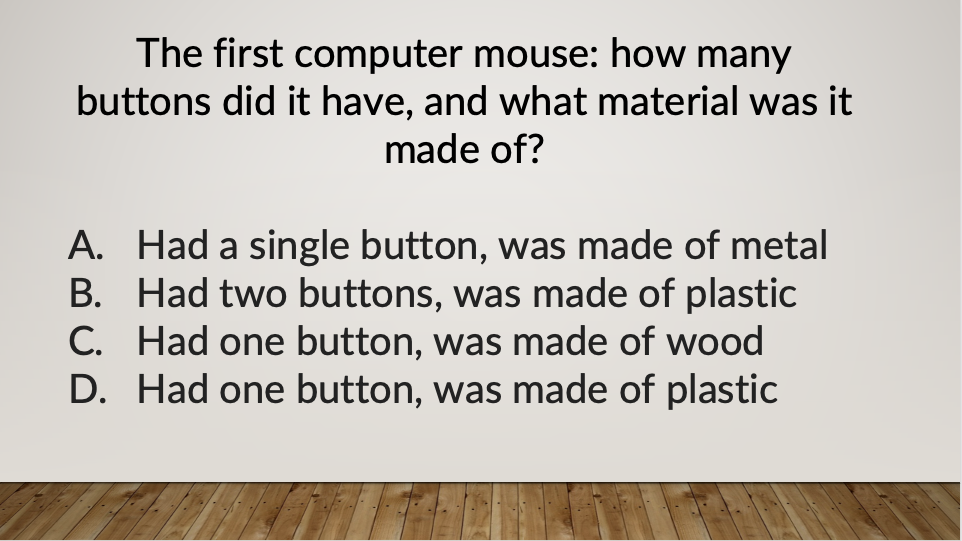 The first computer mouse: how many
buttons did it have, and what material was it
made of?
A. Had a single button, was made of metal
B. Had two buttons, was made of plastic
C. Had one button, was made of wood
D. Had one button, was made of plastic